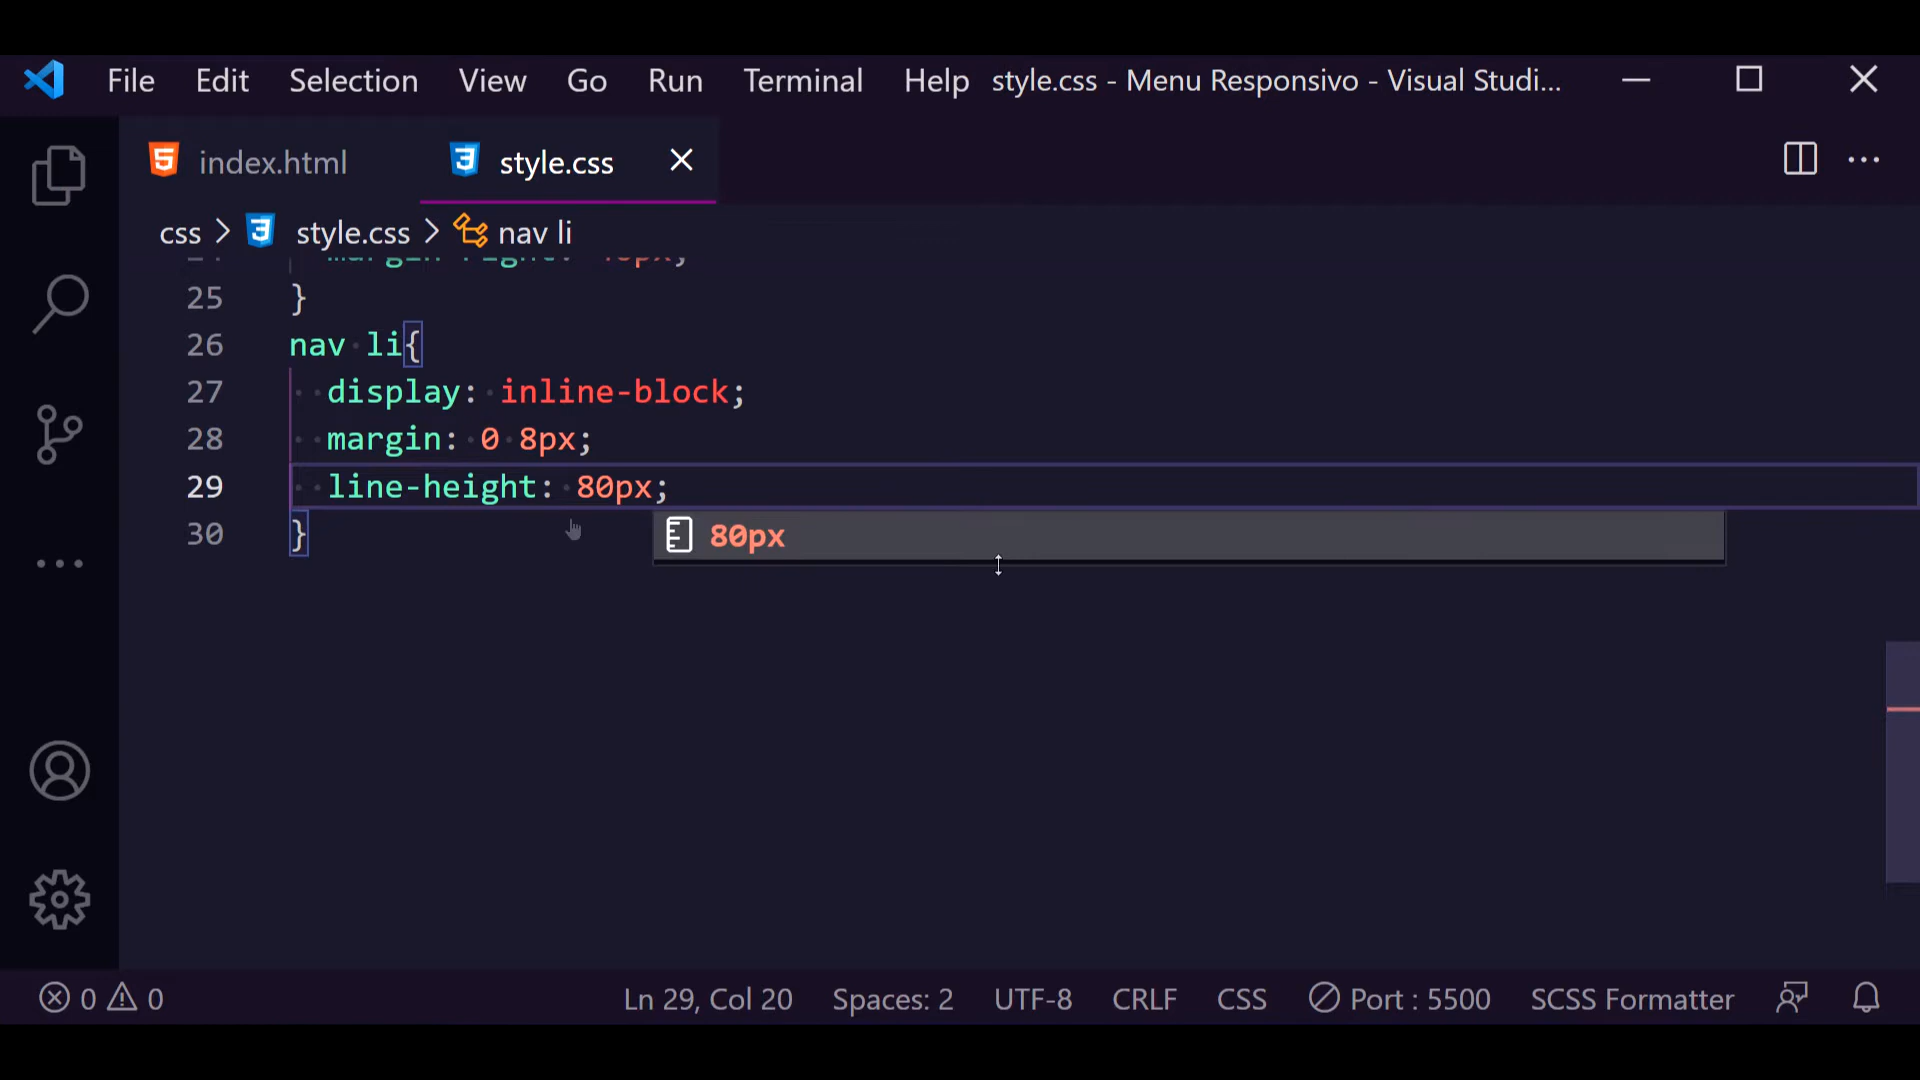 File Edit Selection View Go Run Terminal Help style.css - Menu Responsivo - Visual Studi...
index.html style.css
css > style.css > nav li
25 }
26 nav li{
27 display: inline-block;
28 margin: 0 8px;
29 line-height: 80px;
80px
30 }
0 0 Ln 29, Col 20 Spaces: 2 UTF-8 CRLF CSS Port : 5500 SCSS Formatter